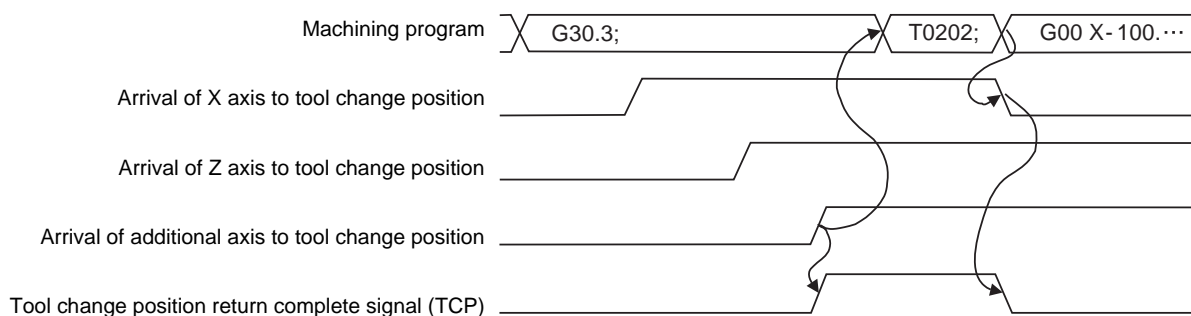 Machining program
G30.3; T0202; G00 X-100.⋯
Arrival of X axis to tool change position
Arrival of Z axis to tool change position
Arrival of additional axis to tool change position
Tool change position return complete signal (TCP)